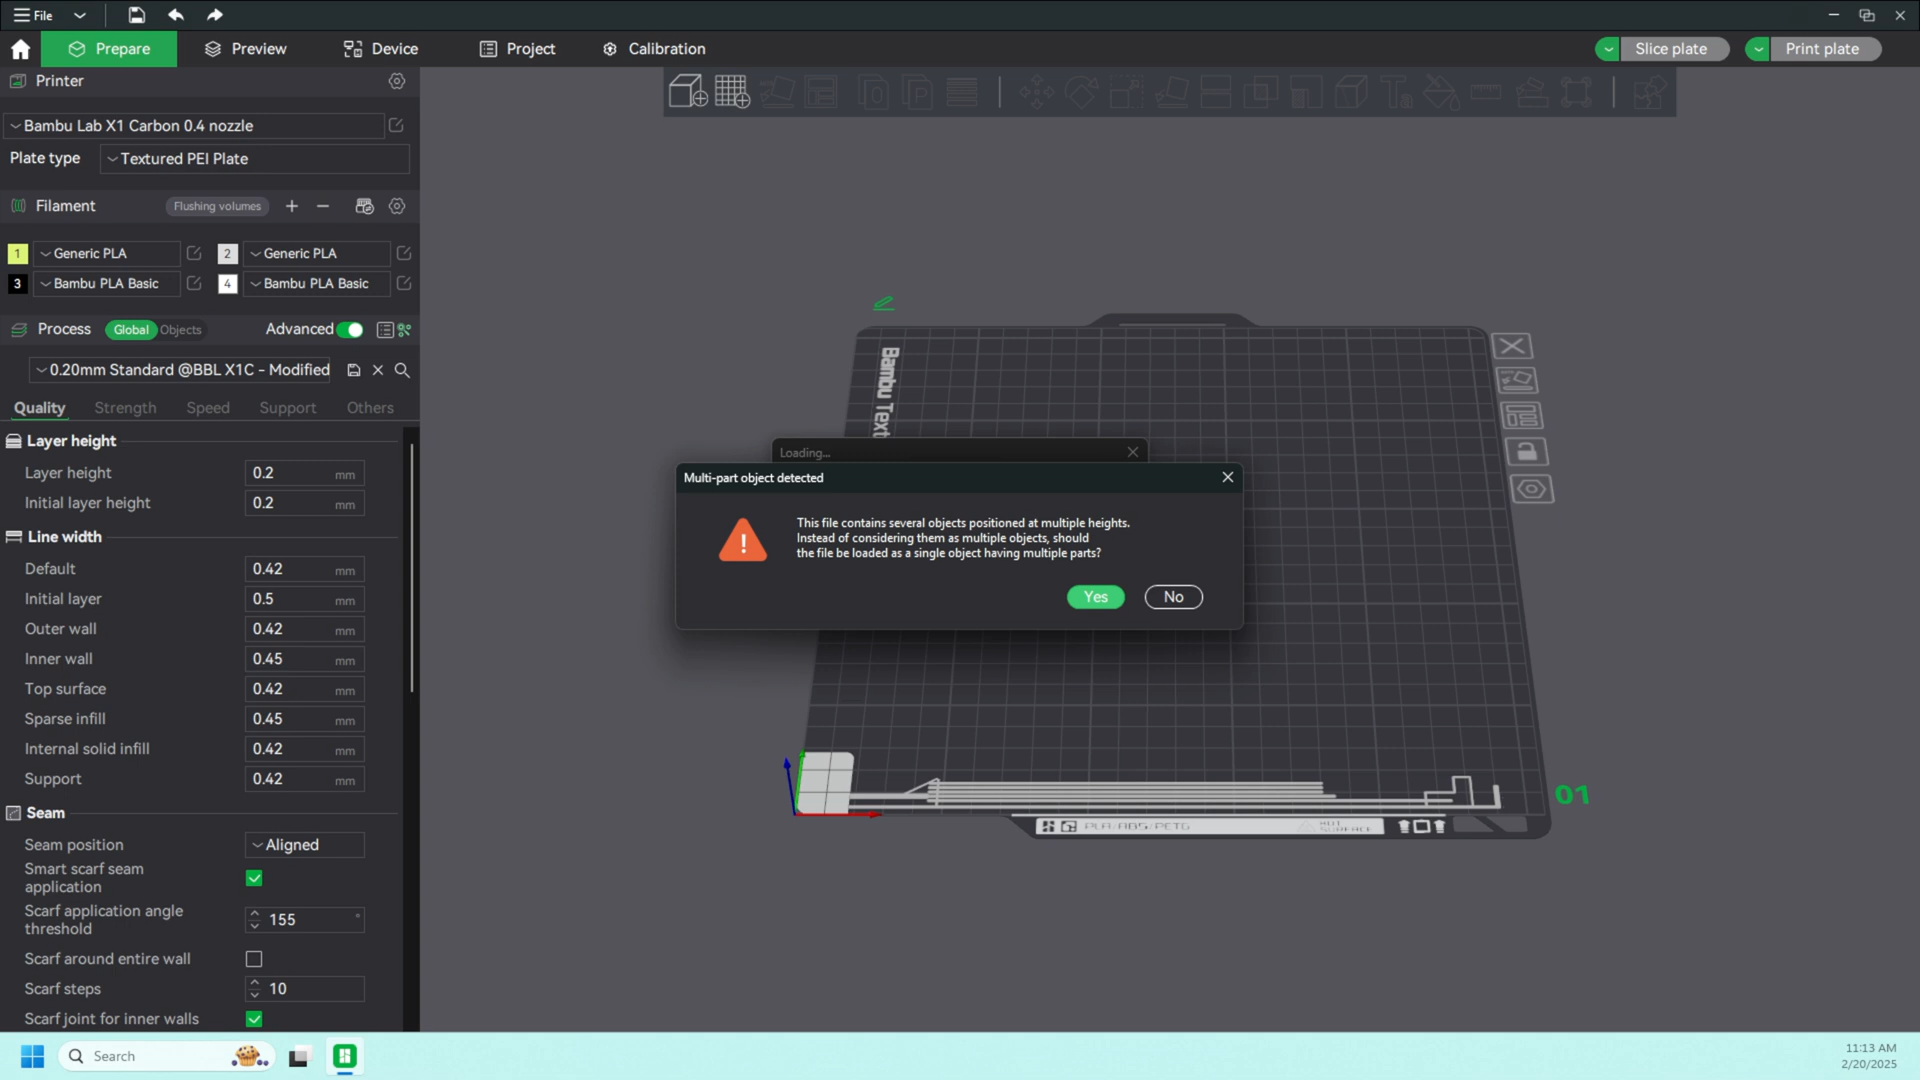 File
Prepare
Preview
Device
Project
Calibration
Slice plate
Print plate
Printer
Bambu Lab X1 Carbon 0.4 nozzle
Plate type
Textured PEI Plate
Filament
Flushing volumes
1 Generic PLA
2 Generic PLA
3 Bambu PLA Basic
4 Bambu PLA Basic
Process
Global
Objects
Advanced
0.20mm Standard @BBL X1C - Modified
Quality
Strength
Speed
Support
Others
Layer height
Layer height 0.2 mm
Initial layer height 0.2 mm
Line width
Default 0.42 mm
Initial layer 0.5 mm
Outer wall 0.42 mm
Inner wall 0.45 mm
Top surface 0.42 mm
Sparse infill 0.45 mm
Internal solid infill 0.42 mm
Support 0.42 mm
Seam
Seam position Aligned
Smart scarf seam
application
Scarf application angle
threshold
155 °
Scarf around entire wall
Scarf steps 10
Scarf joint for inner walls
Bambu Text
Loading...
Multi-part object detected
This file contains several objects positioned at multiple heights.
Instead of considering them as multiple objects, should
the file be loaded as a single object having multiple parts?
Yes
No
01
PLA/ABS/PETG
HOT
SURFACE
Search
11:13 AM
2/20/2025